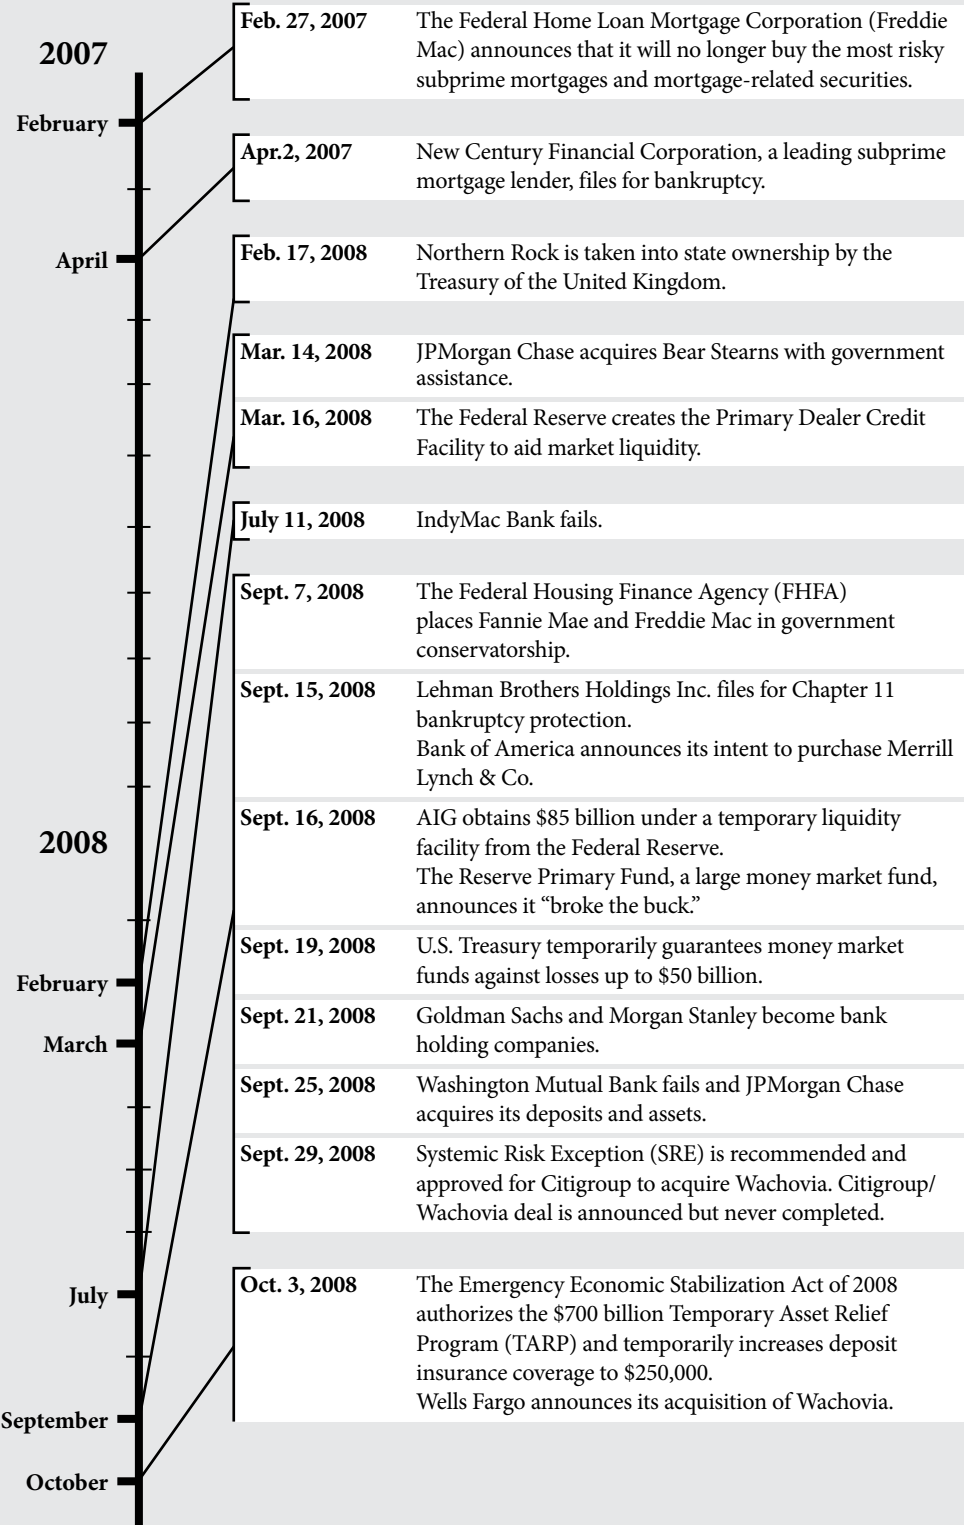 2007
February
April
2008
February
March
July
September
October
Feb. 27, 2007
The Federal Home Loan Mortgage Corporation (Freddie
Mac) announces that it will no longer buy the most risky
subprime mortgages and mortgage-related securities.
Apr.2, 2007
New Century Financial Corporation, a leading subprime
mortgage lender, files for bankruptcy.
Feb. 17, 2008
Northern Rock is taken into state ownership by the
Treasury of the United Kingdom.
Mar. 14, 2008
JPMorgan Chase acquires Bear Stearns with government
assistance.
Mar. 16, 2008
The Federal Reserve creates the Primary Dealer Credit
Facility to aid market liquidity.
July 11, 2008
IndyMac Bank fails.
Sept. 7, 2008
The Federal Housing Finance Agency (FHFA)
places Fannie Mae and Freddie Mac in government
conservatorship.
Sept. 15, 2008
Lehman Brothers Holdings Inc. files for Chapter 11
bankruptcy protection.
Bank of America announces its intent to purchase Merrill
Lynch & Co.
Sept. 16, 2008
AIG obtains $85 billion under a temporary liquidity
facility from the Federal Reserve.
The Reserve Primary Fund, a large money market fund,
announces it “broke the buck.”
Sept. 19, 2008
U.S. Treasury temporarily guarantees money market
funds against losses up to $50 billion.
Sept. 21, 2008
Goldman Sachs and Morgan Stanley become bank
holding companies.
Sept. 25, 2008
Washington Mutual Bank fails and JPMorgan Chase
acquires its deposits and assets.
Sept. 29, 2008
Systemic Risk Exception (SRE) is recommended and
approved for Citigroup to acquire Wachovia. Citigroup/
Wachovia deal is announced but never completed.
Oct. 3, 2008
The Emergency Economic Stabilization Act of 2008
authorizes the $700 billion Temporary Asset Relief
Program (TARP) and temporarily increases deposit
insurance coverage to $250,000.
Wells Fargo announces its acquisition of Wachovia.